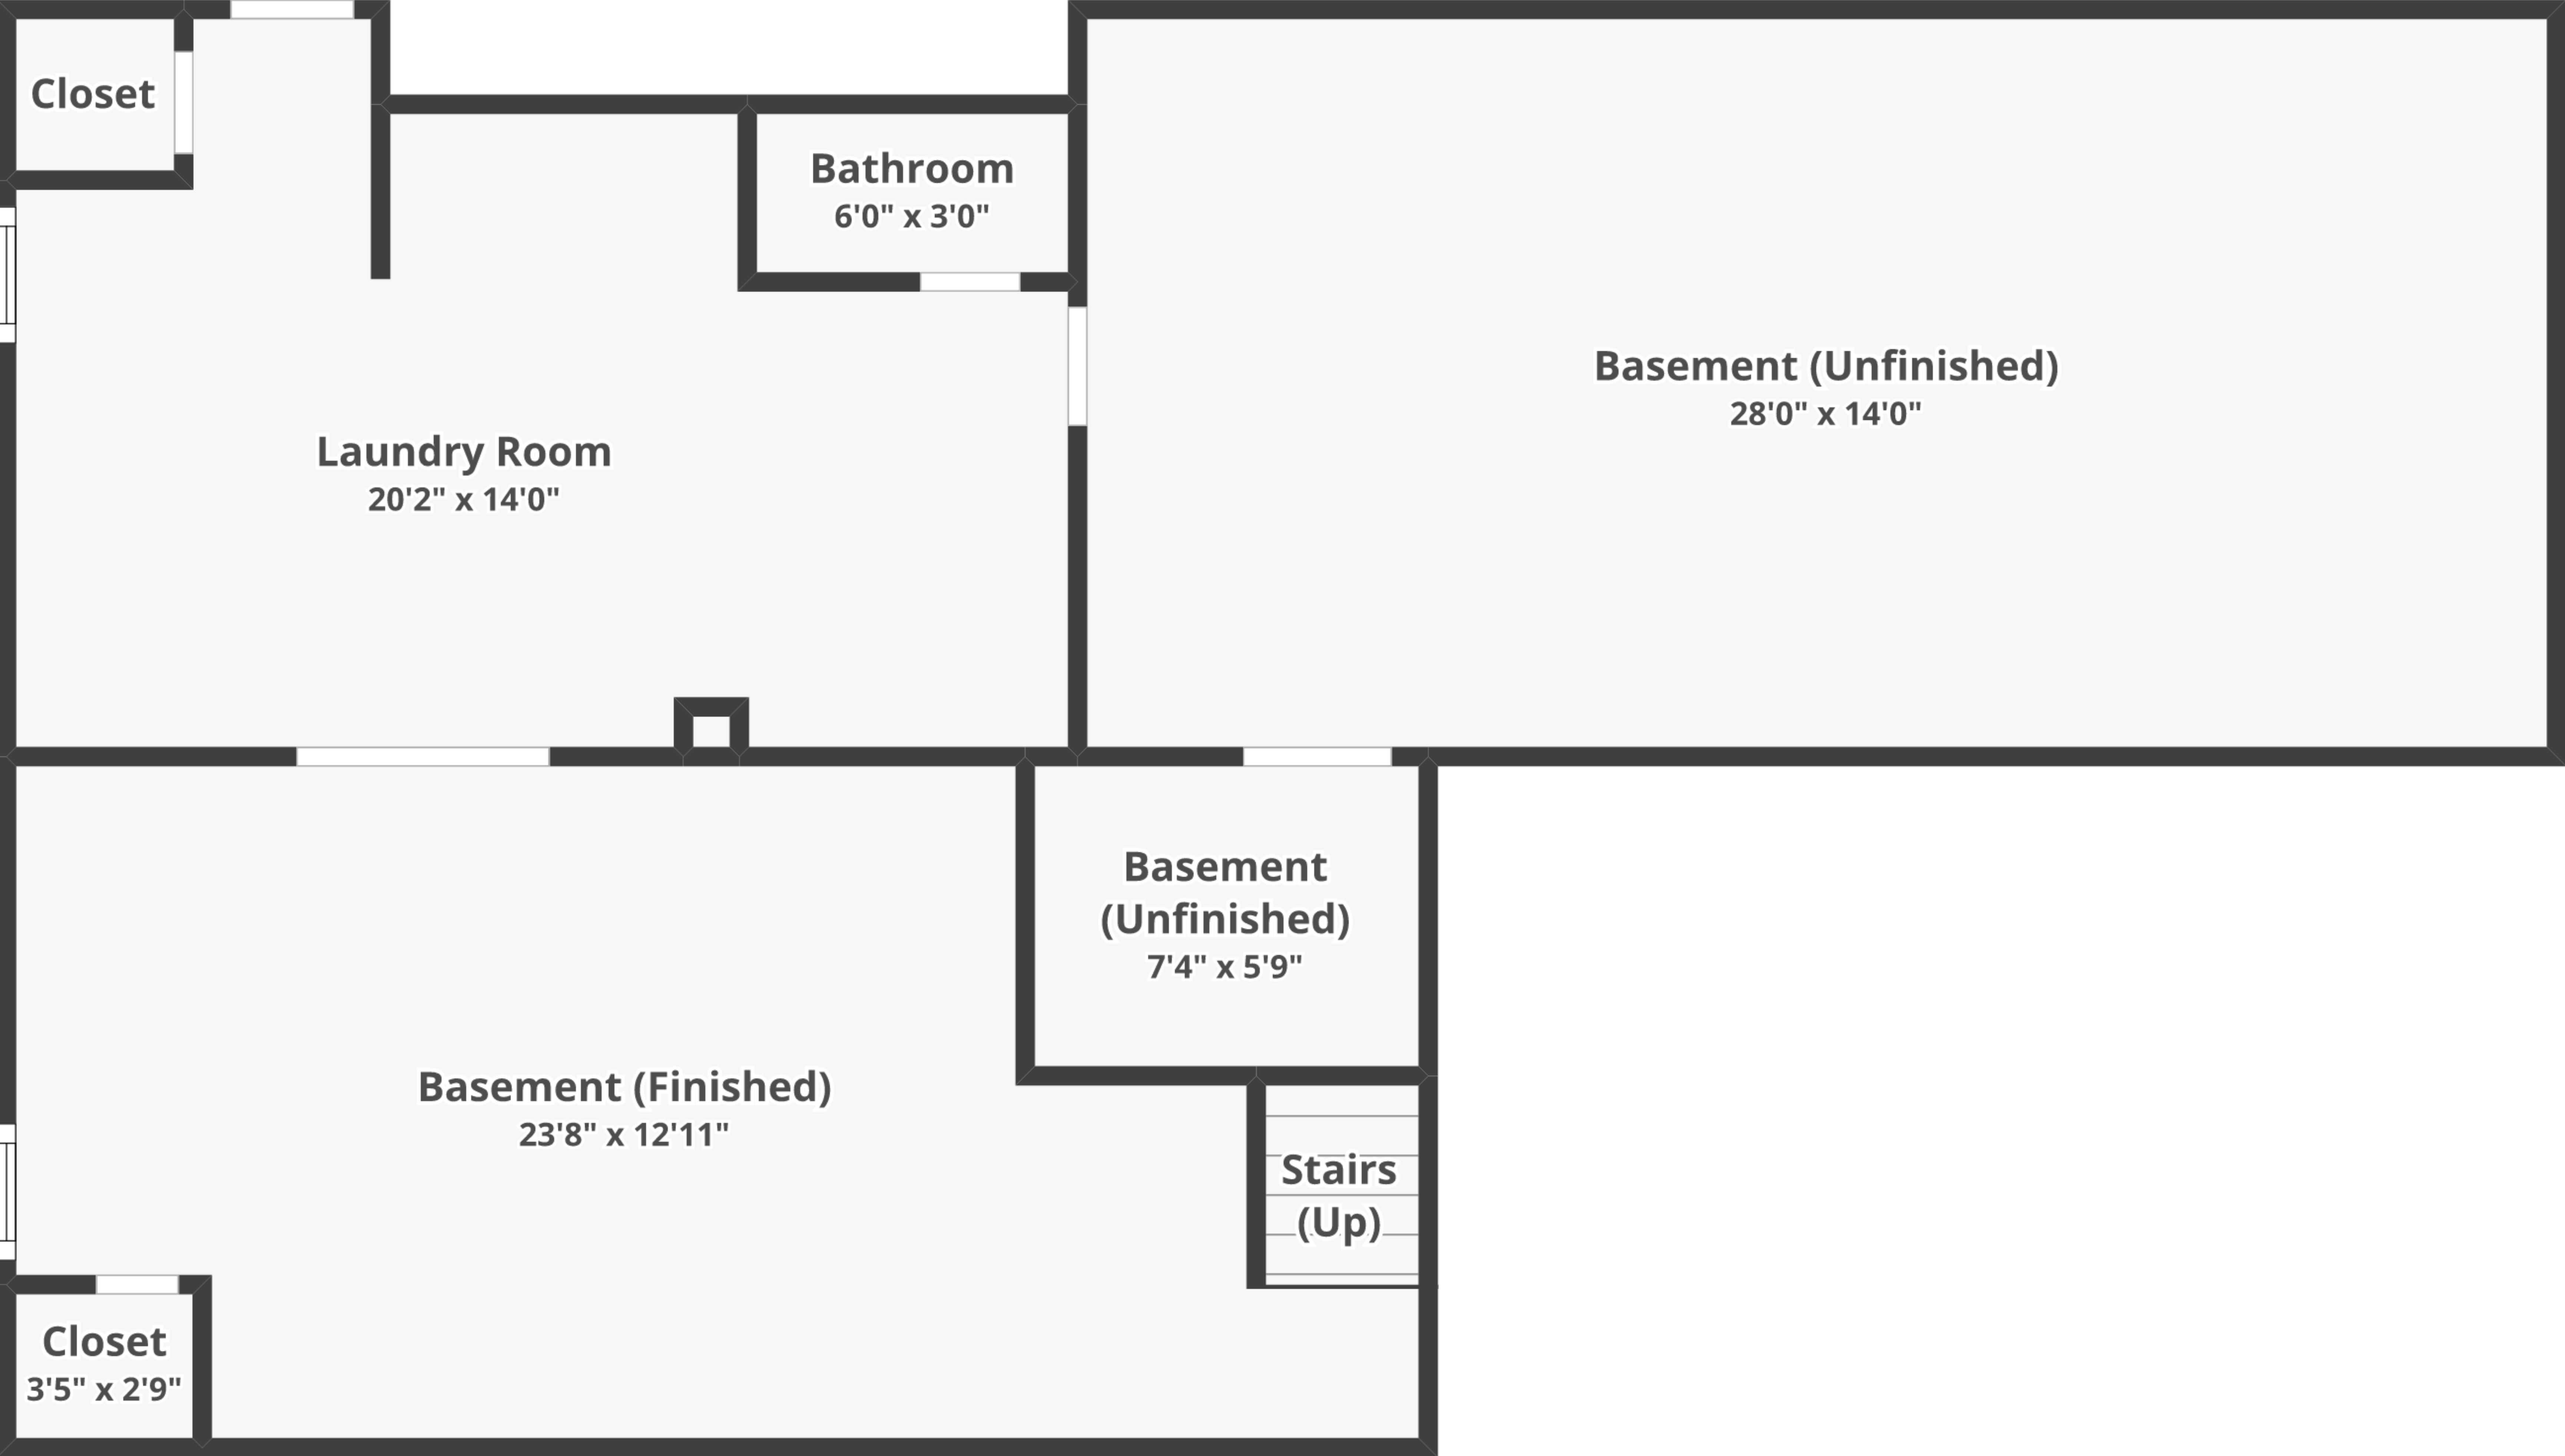 Closet
Bathroom
6'0" x 3'0"
Basement (Unfinished)
28'0" x 14'0"
Laundry Room
20'2" x 14'0"
Basement
(Unfinished)
7'4" x 5'9"
Basement (Finished)
23'8" x 12'11"
Stairs
(Up)
Closet
3'5" x 2'9"